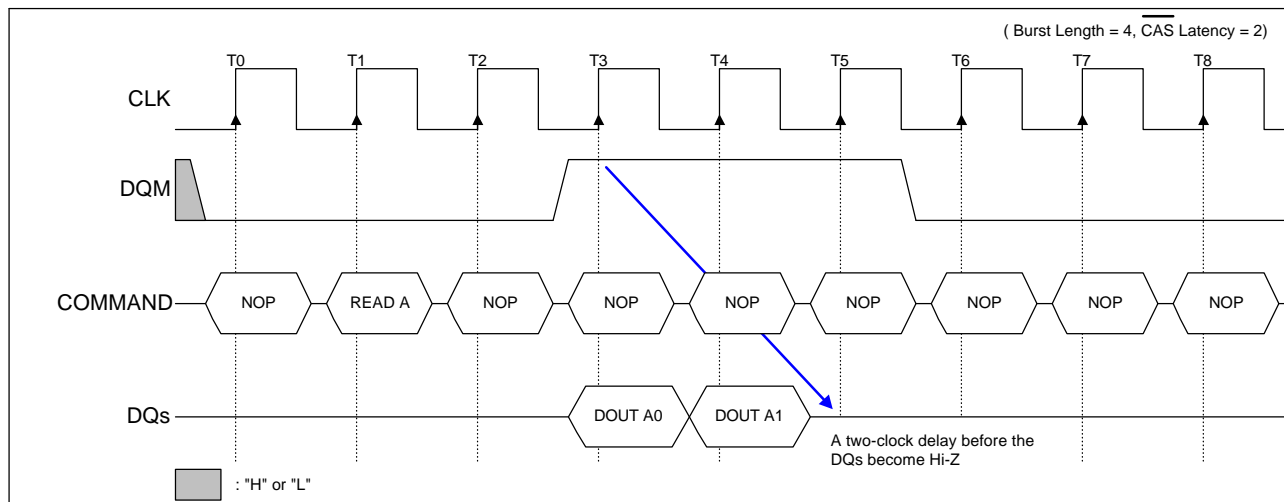 ( Burst Length = 4, CAS Latency = 2)
T0 T1 T2 T3 T4 T5 T6 T7 T8
CLK
DQM
COMMAND NOP READ A NOP NOP NOP NOP NOP NOP NOP
DQs DOUT A0 DOUT A1
A two-clock delay before the
DQs become Hi-Z
: "H" or "L"